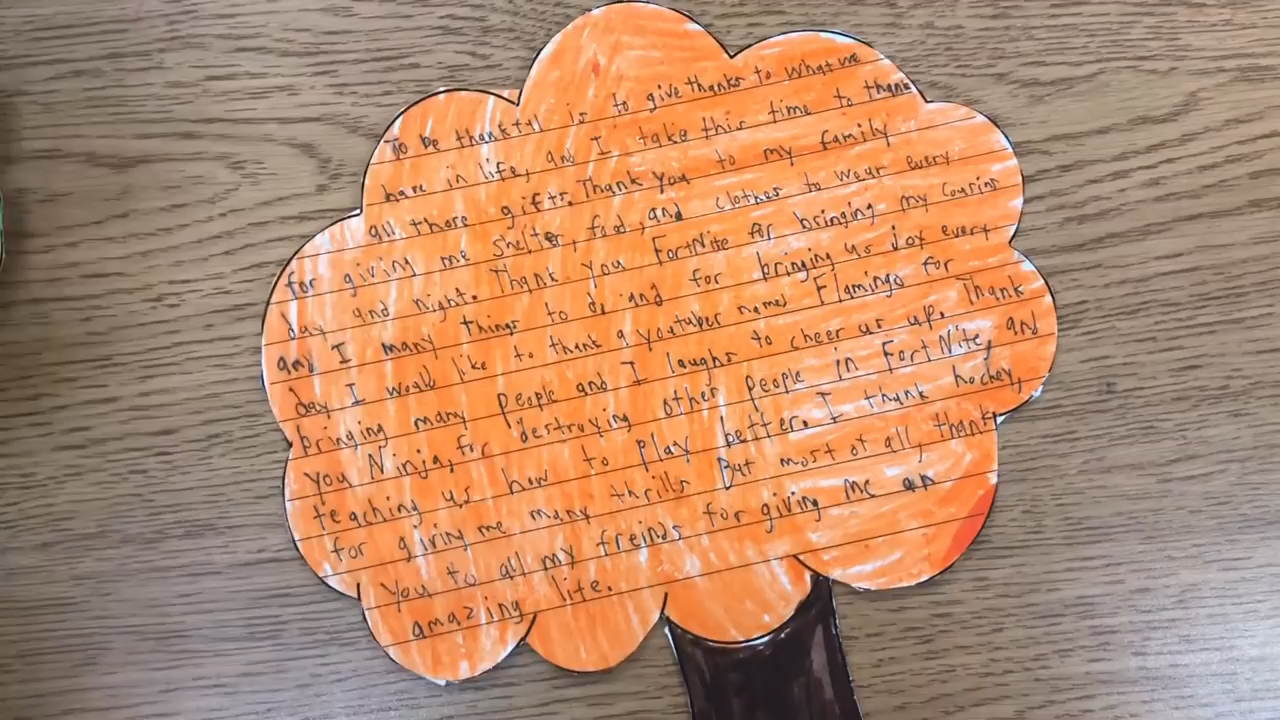 To be thankful is to give thanks to what we
have in life, and I take this time to thank
all those gifts. Thank you to my family
for giving me shelter, food, and clothes to wear every
day and night. Thank you FortNite for bringing my cousins
and I many things to do and for bringing us joy every
day I would like to thank a youtuber names Flamingo for
bringing many people and I laughs to cheer us up. Thank
you Ninja, for destroying other people in FortNite, and
teaching us how to play better. I thank hockey,
for giving me many thrills But most of all, thank
You to all my freinds for giving me an
amazing life.